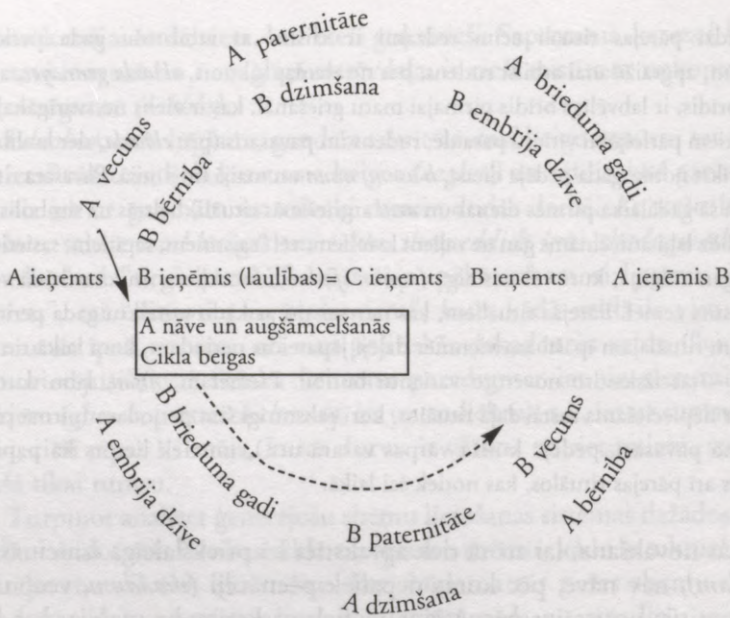 A paternitāte
B dzimšana
A brieduma gadi
B embrija dzīve
A vecums
B bērnība
A ieņemts B ieņēmis (laulības)= C ieņemts B ieņemts A ieņēmis B
A nāve un augšāmcelšanās
Cikla beigas
B brieduma gadi
A embrija dzīve
B vecums
A bērnība
B paternitāte
A dzimšana